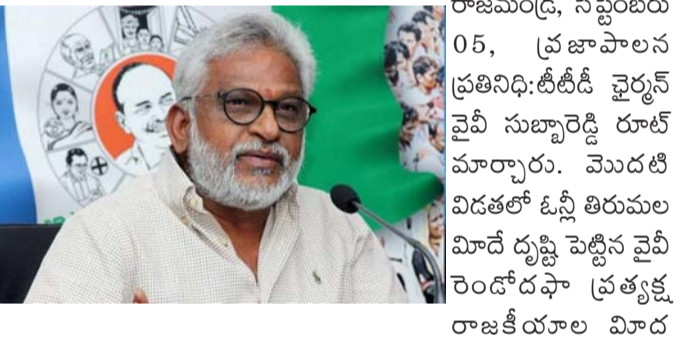 రాజమండ్రి, సెప్టెంబరు
05, ప్రజాపాలన
ప్రతినిధి:టీటీడీ ఛైర్మన్
వైవీ సుబ్బారెడ్డి రూట్
మార్చారు. మొదటి
విడతలో ఓన్లీ తిరుమల
మీదే దృష్టి పెట్టిన వైవీ
రెండోదఫా ప్రత్యక్ష
రాజకీయాల మీద